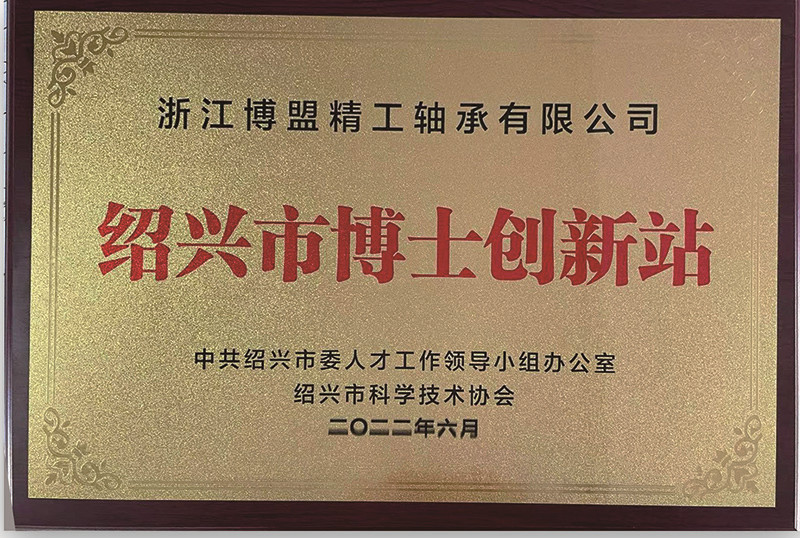 浙江博盟精工轴承有限公司
绍兴市博士创新站
中共绍兴市委人才工作领导小组办公室
绍兴市科学技术协会
二〇二二年六月